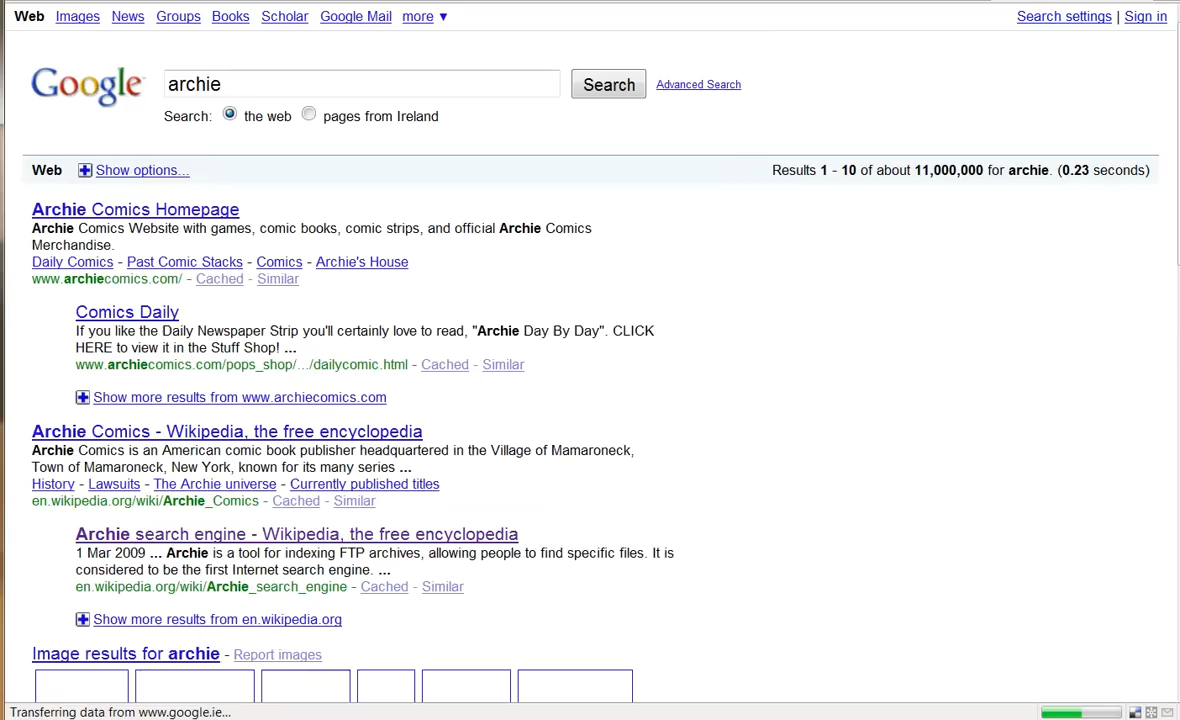 Web Images News Groups Books Scholar Google Mail more ▼ Search settings | Sign in
Google archie Search Advanced Search
Search: the web pages from Ireland
Web Show options... Results 1 - 10 of about 11,000,000 for archie. (0.23 seconds)
Archie Comics Homepage
Archie Comics Website with games, comic books, comic strips, and official Archie Comics
Merchandise.
Daily Comics - Past Comic Stacks - Comics - Archie's House
www.archiecomics.com/ - Cached - Similar
Comics Daily
If you like the Daily Newspaper Strip you'll certainly love to read, "Archie Day By Day". CLICK
HERE to view it in the Stuff Shop! ...
www.archiecomics.com/pops_shop/.../dailycomic.html - Cached - Similar
Show more results from www.archiecomics.com
Archie Comics - Wikipedia, the free encyclopedia
Archie Comics is an American comic book publisher headquartered in the Village of Mamaroneck,
Town of Mamaroneck, New York, known for its many series ...
History - Lawsuits - The Archie universe - Currently published titles
en.wikipedia.org/wiki/Archie_Comics - Cached - Similar
Archie search engine - Wikipedia, the free encyclopedia
1 Mar 2009 ... Archie is a tool for indexing FTP archives, allowing people to find specific files. It is
considered to be the first Internet search engine. ...
en.wikipedia.org/wiki/Archie_search_engine - Cached - Similar
Show more results from en.wikipedia.org
Image results for archie - Report images
Transferring data from www.google.ie...